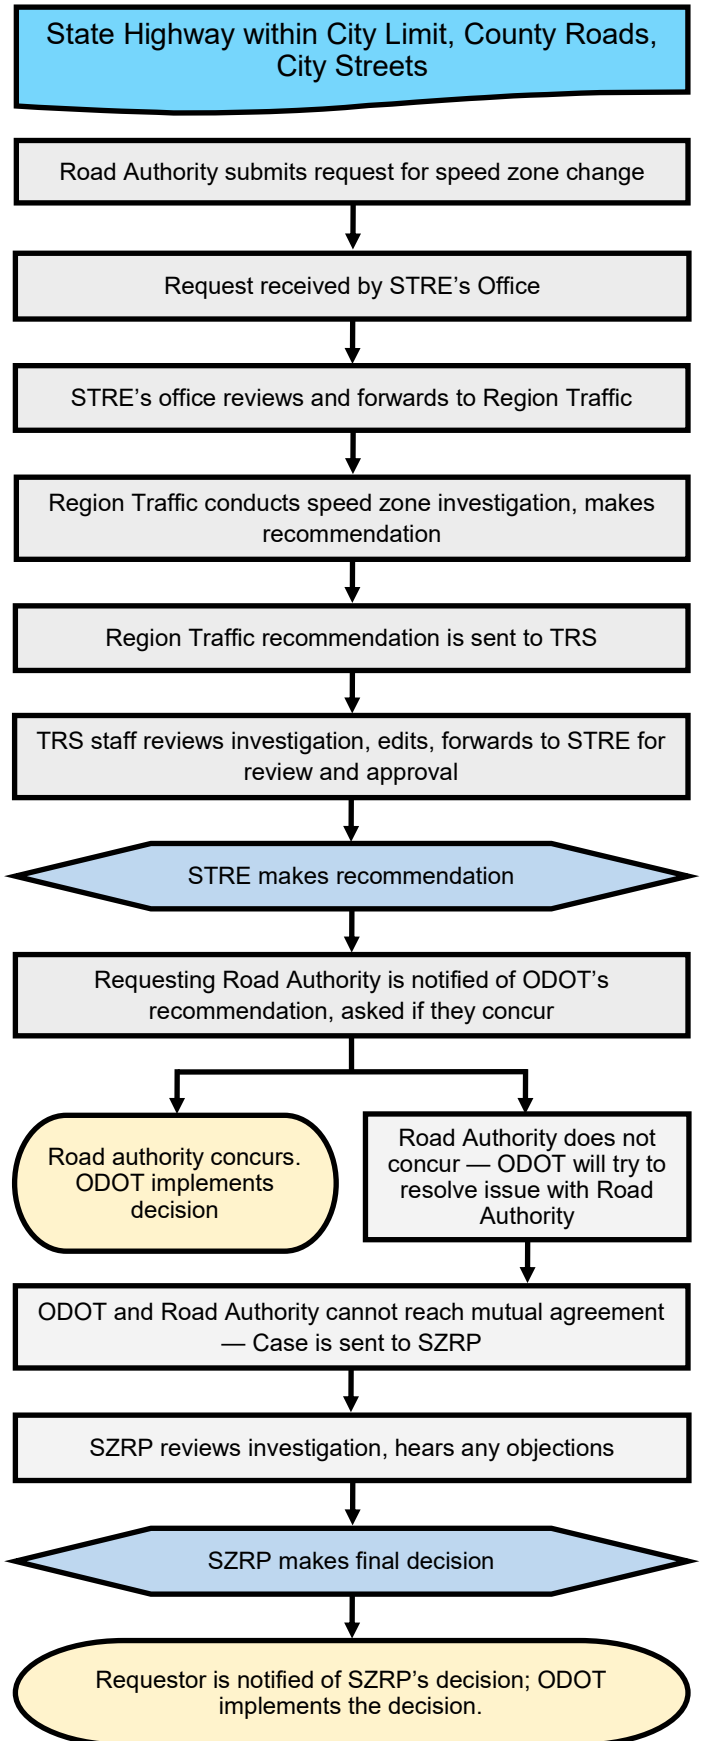 State Highway within City Limit, County Roads,
City Streets
Road Authority submits request for speed zone change
Request received by STRE’s Office
STRE’s office reviews and forwards to Region Traffic
Region Traffic conducts speed zone investigation, makes
recommendation
Region Traffic recommendation is sent to TRS
TRS staff reviews investigation, edits, forwards to STRE for
review and approval
STRE makes recommendation
Requesting Road Authority is notified of ODOT’s
recommendation, asked if they concur
Road authority concurs.
ODOT implements
decision
Road Authority does not
concur — ODOT will try to
resolve issue with Road
Authority
ODOT and Road Authority cannot reach mutual agreement
— Case is sent to SZRP
SZRP reviews investigation, hears any objections
SZRP makes final decision
Requestor is notified of SZRP’s decision; ODOT
implements the decision.